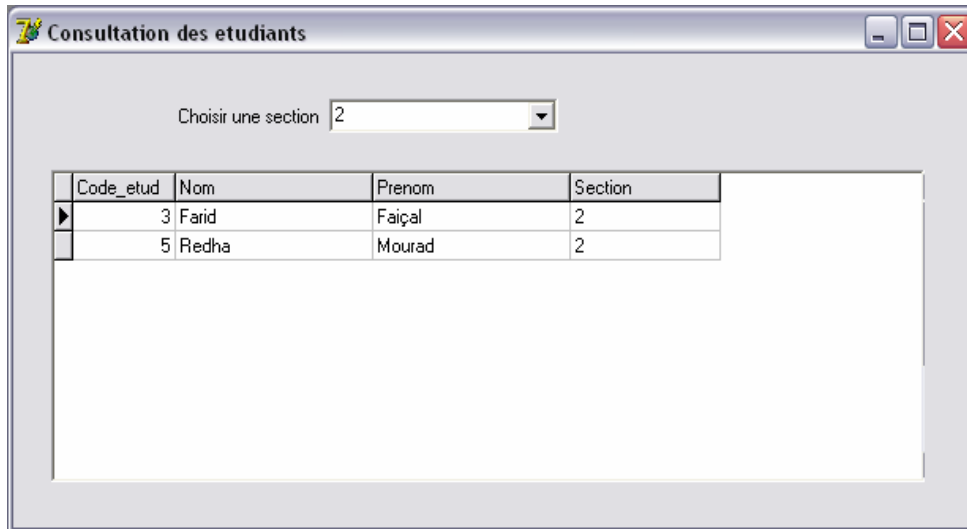 Consultation des etudiants
Choisir une section 2
Code_etud Nom Prenom Section
3 Farid Faiçal 2
5 Redha Mourad 2